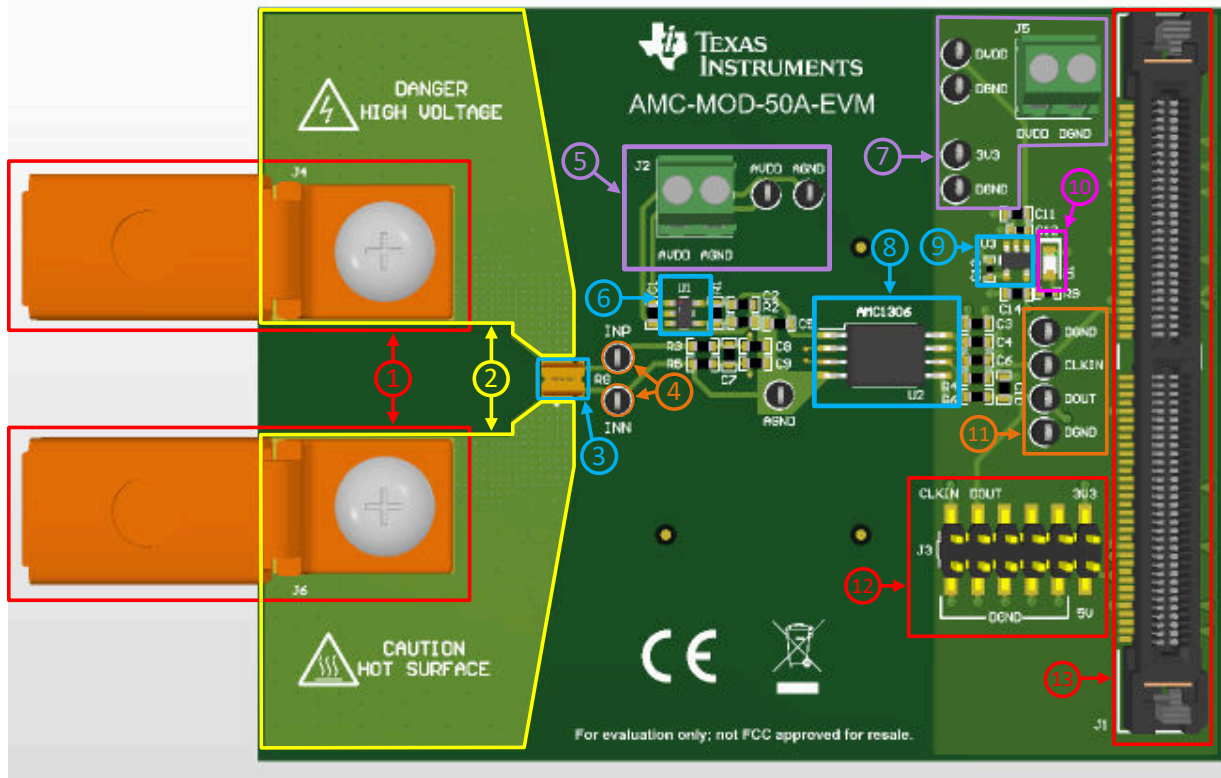 TEXAS
INSTRUMENTS
AMC-MOD-50A-EVM
DANGER
HIGH VOLTAGE
J4
1
2
3
J6
CAUTION
HOT SURFACE
5
J2
AVDD AGND
AVDD AGND
6
U1
C2
R2
C5
INP
R8
INN
4
R3
R5
C7
C8
C9
AGND
8
AMC1306
U2
7
DVDD
DGND
3V3
DGND
J5
DVDD DGND
10
C11
9
U3
C14
R9
C3
C4
C6
DGND
CLKIN
DOUT
DGND
11
CLKIN DOUT 3V3
J3
12
DGND
5V
13
J1
CE
For evaluation only; not FCC approved for resale.